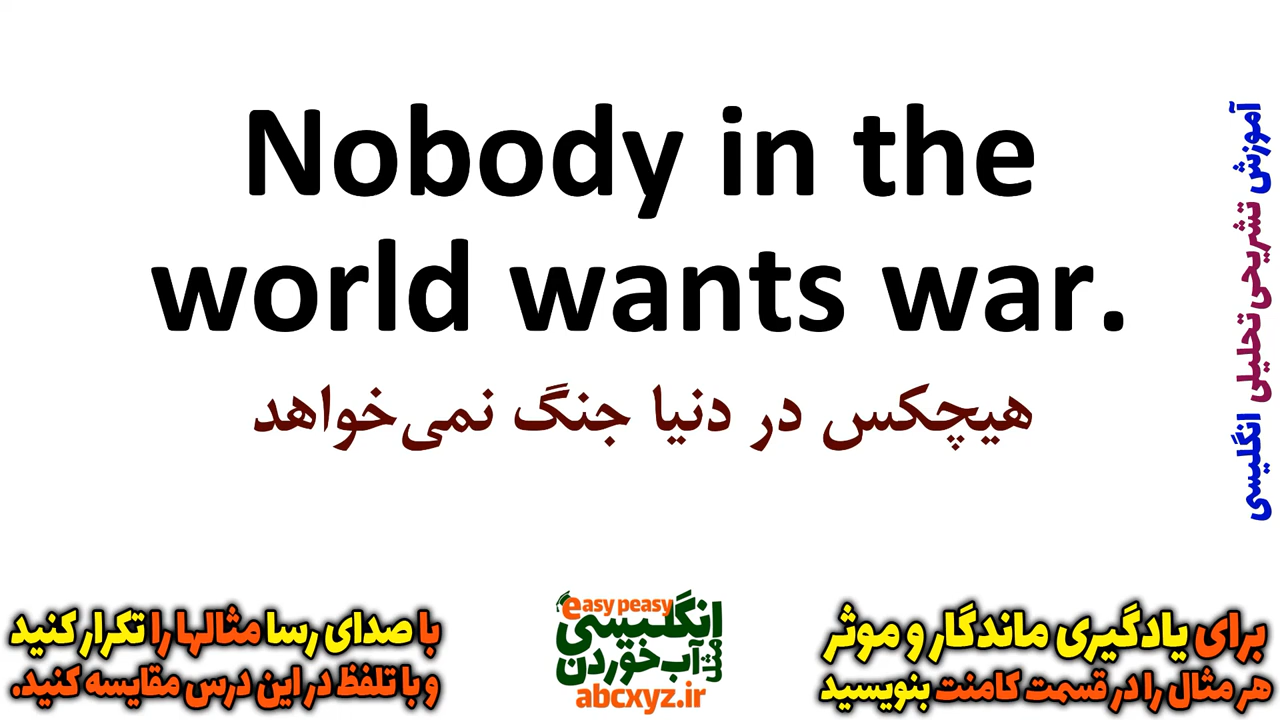 Nobody in the
world wants war.
هیچکس در دنیا جنگ نمی‌خواهد
آموزش تشریحی تحلیلی انگلیسی
برای یادگیری ماندگار و موثر
هر مثال را در قسمت کامنت بنویسید
easy peasy
انگلیسی
مثل آب خوردن
abcxyz.ir
با صدای رسا مثالها را تکرار کنید
و با تلفظ در این درس مقایسه کنید.